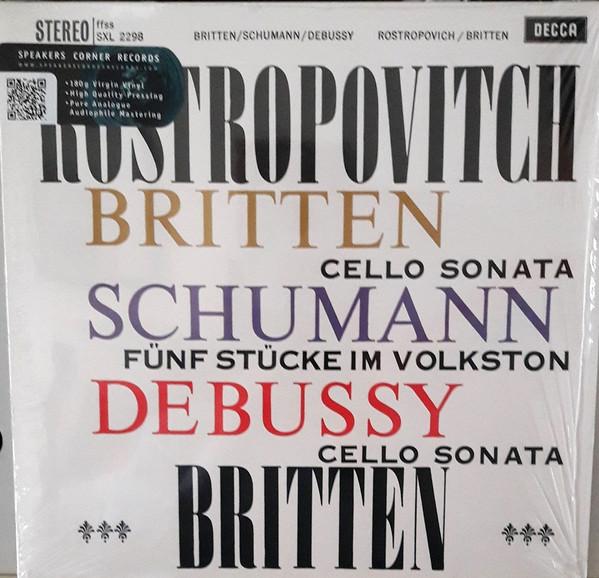 STEREO
ffss
SXL 2298
BRITTEN/SCHUMANN/DEBUSSY
ROSTROPOVICH / BRITTEN
DECCA
SPEAKERS CORNER RECORDS
• 180g Virgin Vinyl
• High Quality Pressing
• Pure Analogue
Audiophile Mastering
ROSTROPOVITCH
BRITTEN
CELLO SONATA
SCHUMANN
FÜNF STÜCKE IM VOLKSTON
DEBUSSY
CELLO SONATA
BRITTEN